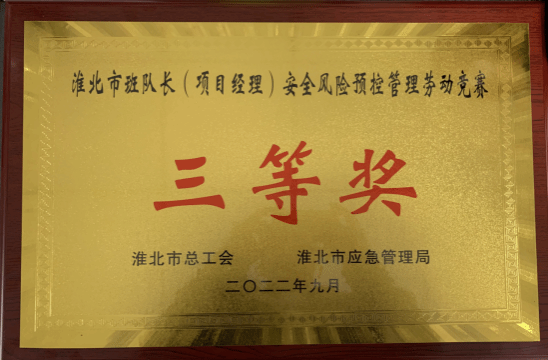 淮北市班队长（项目经理）安全风险预控管理劳动竞赛
三等奖
淮北市总工会 淮北市应急管理局
二〇二二年九月